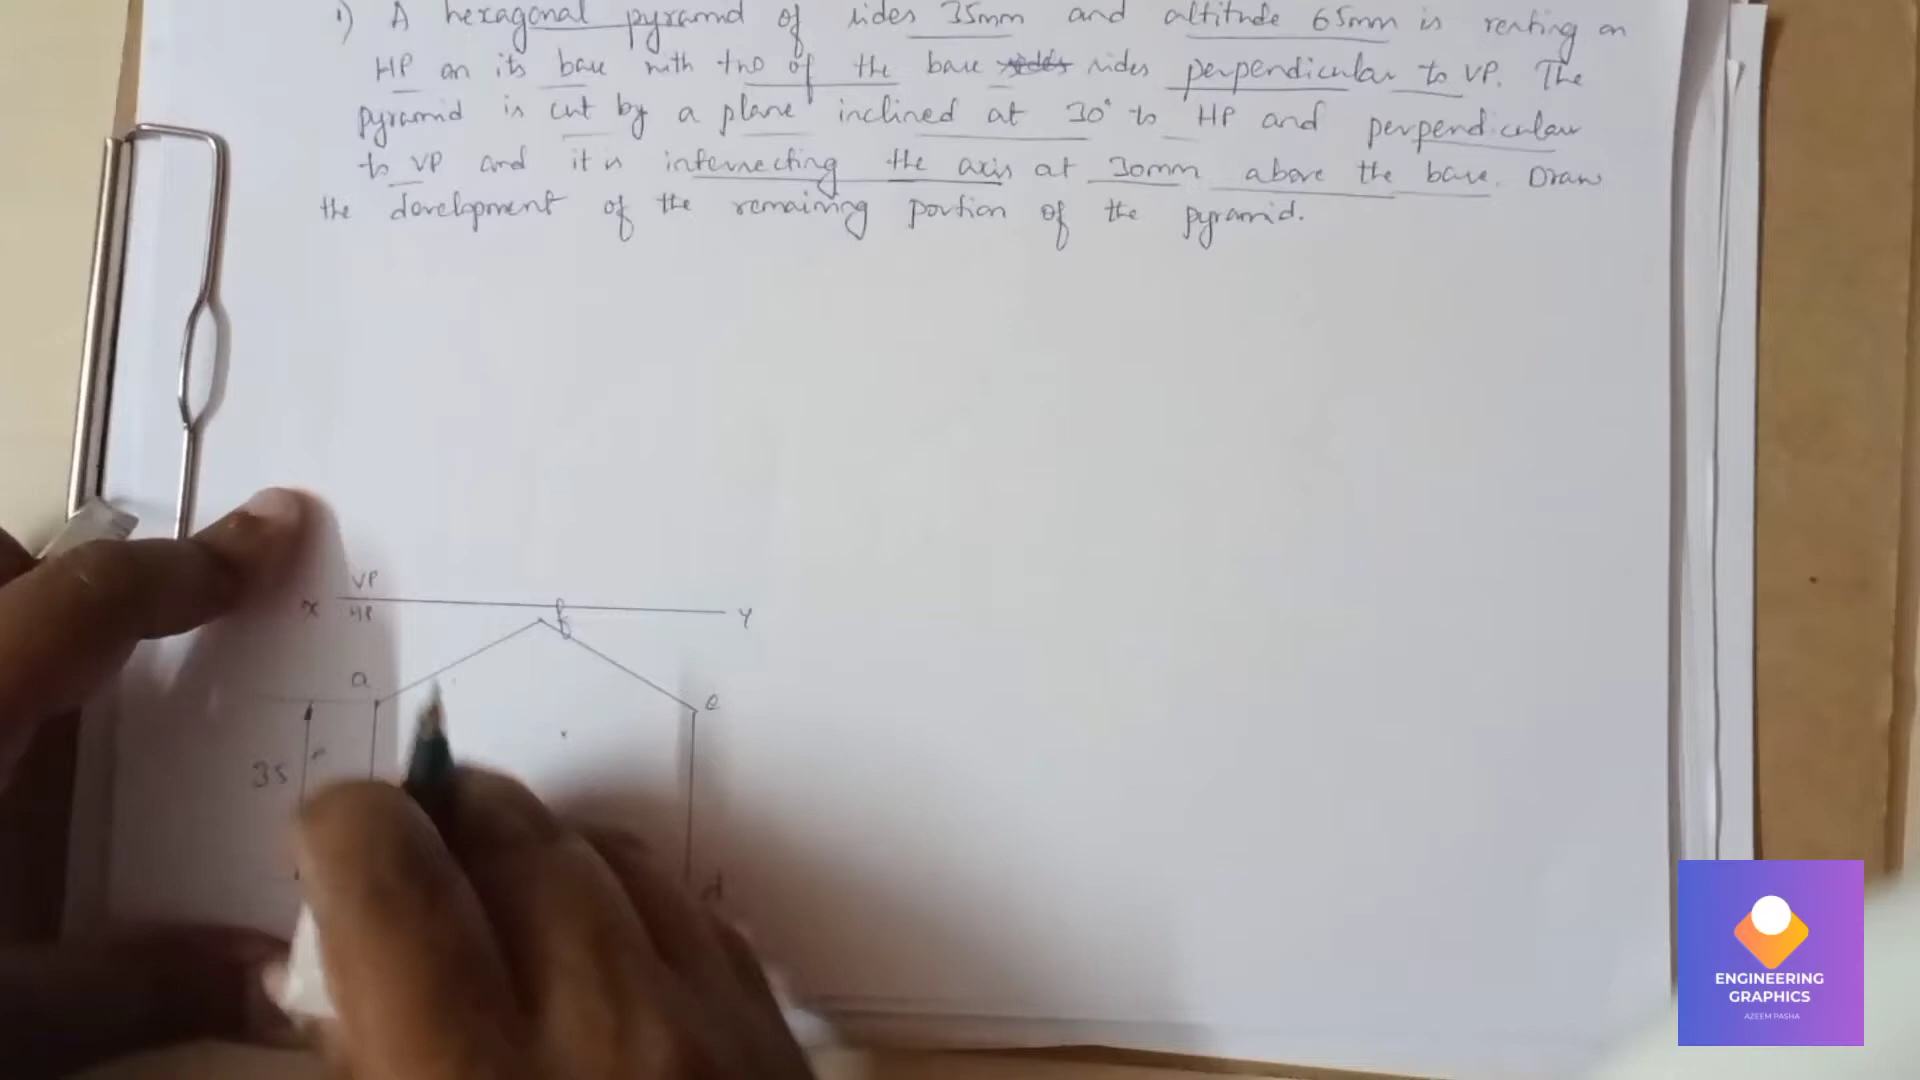 1) A hexagonal pyramid of sides 35mm and altitude 65mm is resting on
HP on its base with two of the base sides perpendicular to VP. The
pyramid is cut by a plane inclined at 30° to HP and perpendicular
to VP and it is intersecting the axis at 30mm above the base. Draw
the development of the remaining portion of the pyramid.
VP
x HP y
f
a
e
35
d
ENGINEERING
GRAPHICS
AZEEM PASHA